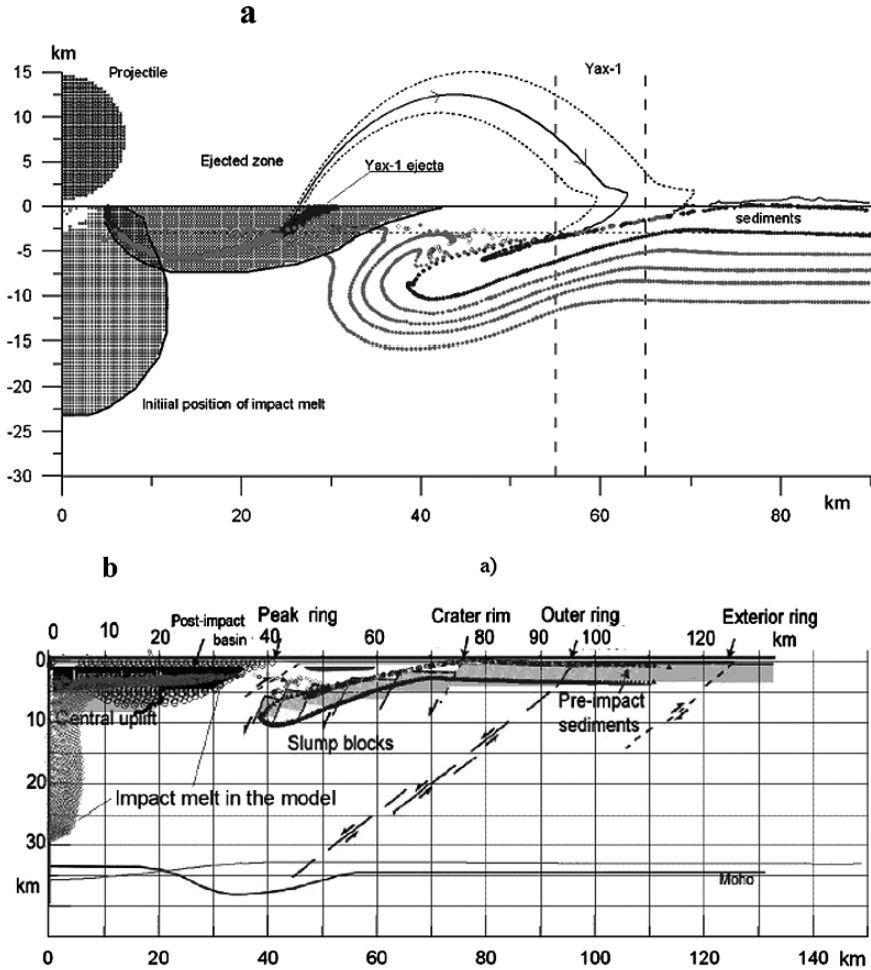 a
km
Projectile
15
Yax-1
10
5
Ejected zone
Yax-1 ejecta
0
sediments
-5
-10
-15
Initiial position of impact melt
-20
-25
-30
km
0 20 40 60 80
b
a)
0 10 20 Post-impact basin 40 Peak ring 60 Crater rim 80 Outer ring 90 100 Exterior ring 120 km
0
Central uplift
10
Slump blocks
Pre-impact
sediments
20
Impact melt in the model
30
km
Moho
0 20 40 60 80 100 120 140 km